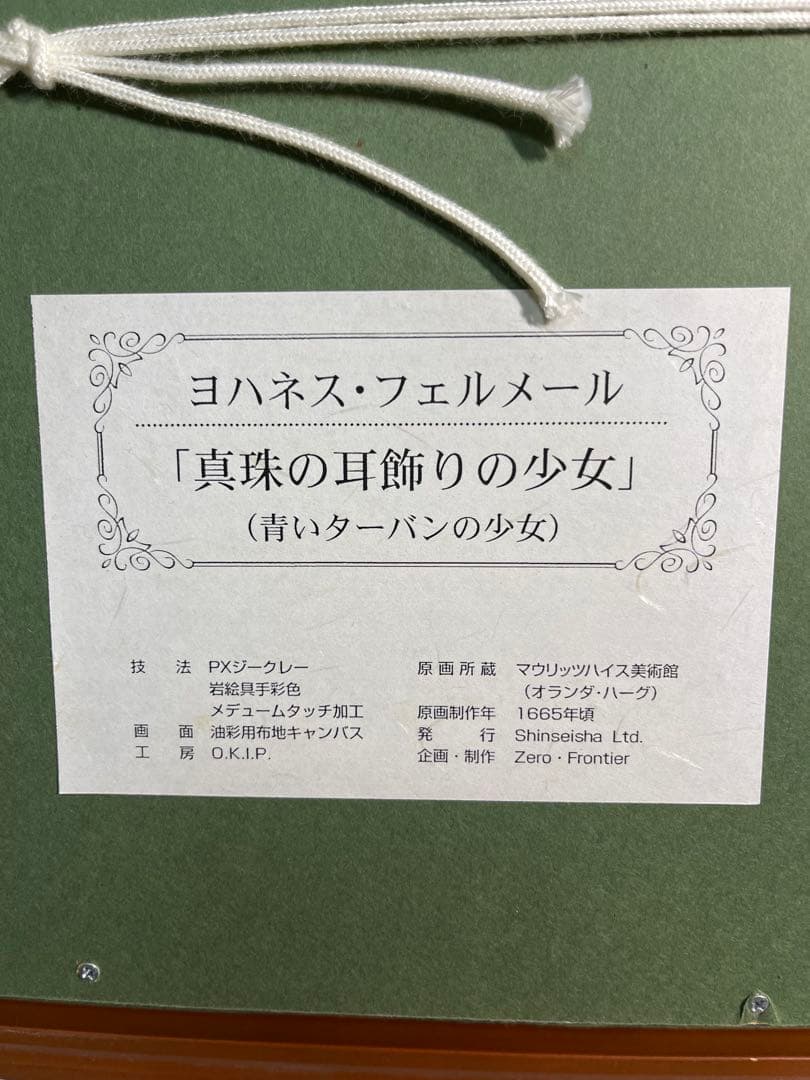 ヨハネス・フェルメール
「真珠の耳飾りの少女」
（青いターバンの少女）
技　法　PXジークレー
岩絵具手彩色
メデュームタッチ加工
画　面　油彩用布地キャンバス
工　房　O.K.I.P.
原画所蔵　マウリッツハイス美術館
（オランダ・ハーグ）
原画制作年　1665年頃
発　行　Shinseisha Ltd.
企画・制作　Zero・Frontier